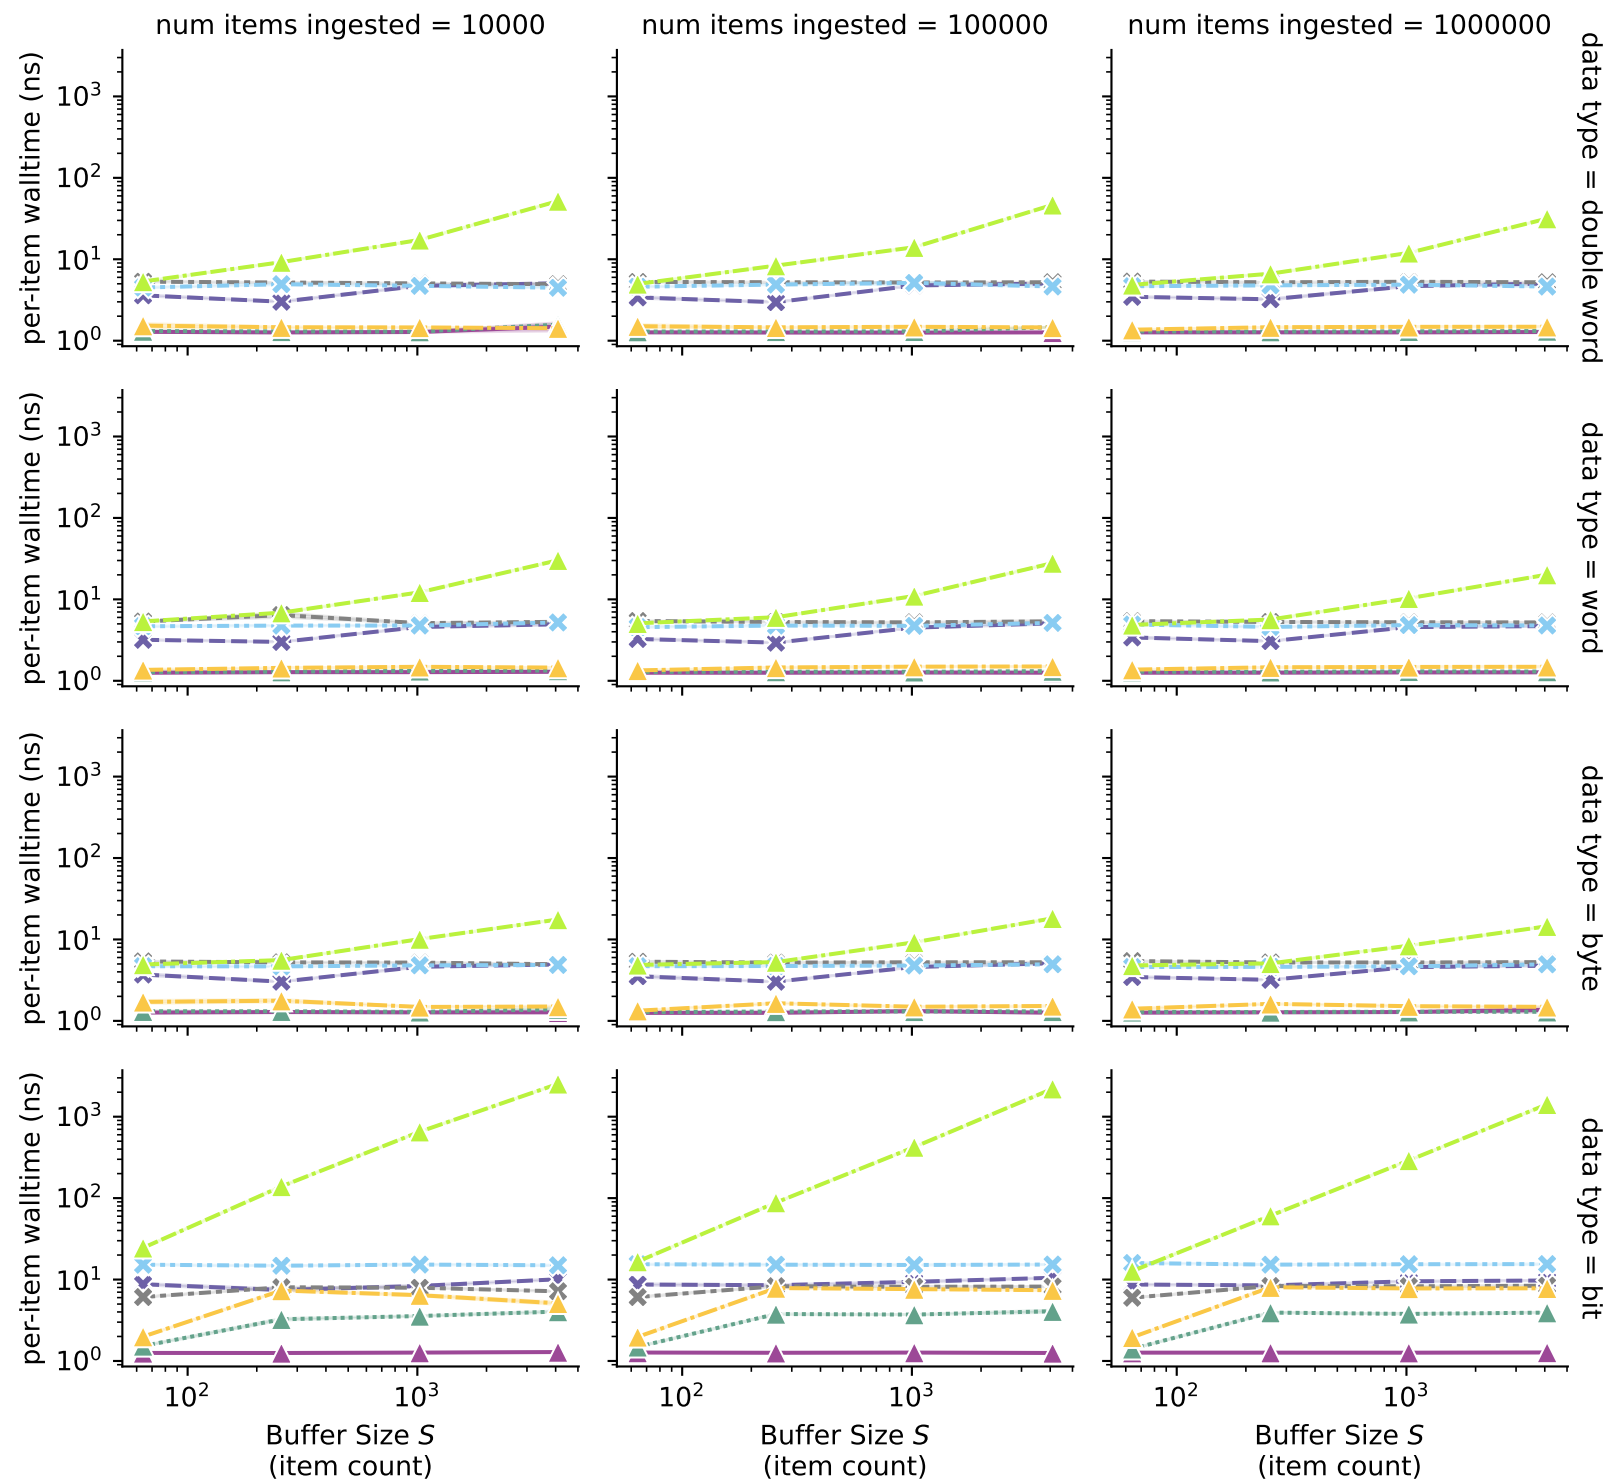 num items ingested = 10000
num items ingested = 100000
num items ingested = 1000000
per-item walltime (ns)
10³
10²
10¹
10⁰
data type = double word
per-item walltime (ns)
10³
10²
10¹
10⁰
data type = word
per-item walltime (ns)
10³
10²
10¹
10⁰
data type = byte
per-item walltime (ns)
10³
10²
10¹
10⁰
data type = bit
10² 10³
10² 10³
10² 10³
Buffer Size S
(item count)
Buffer Size S
(item count)
Buffer Size S
(item count)